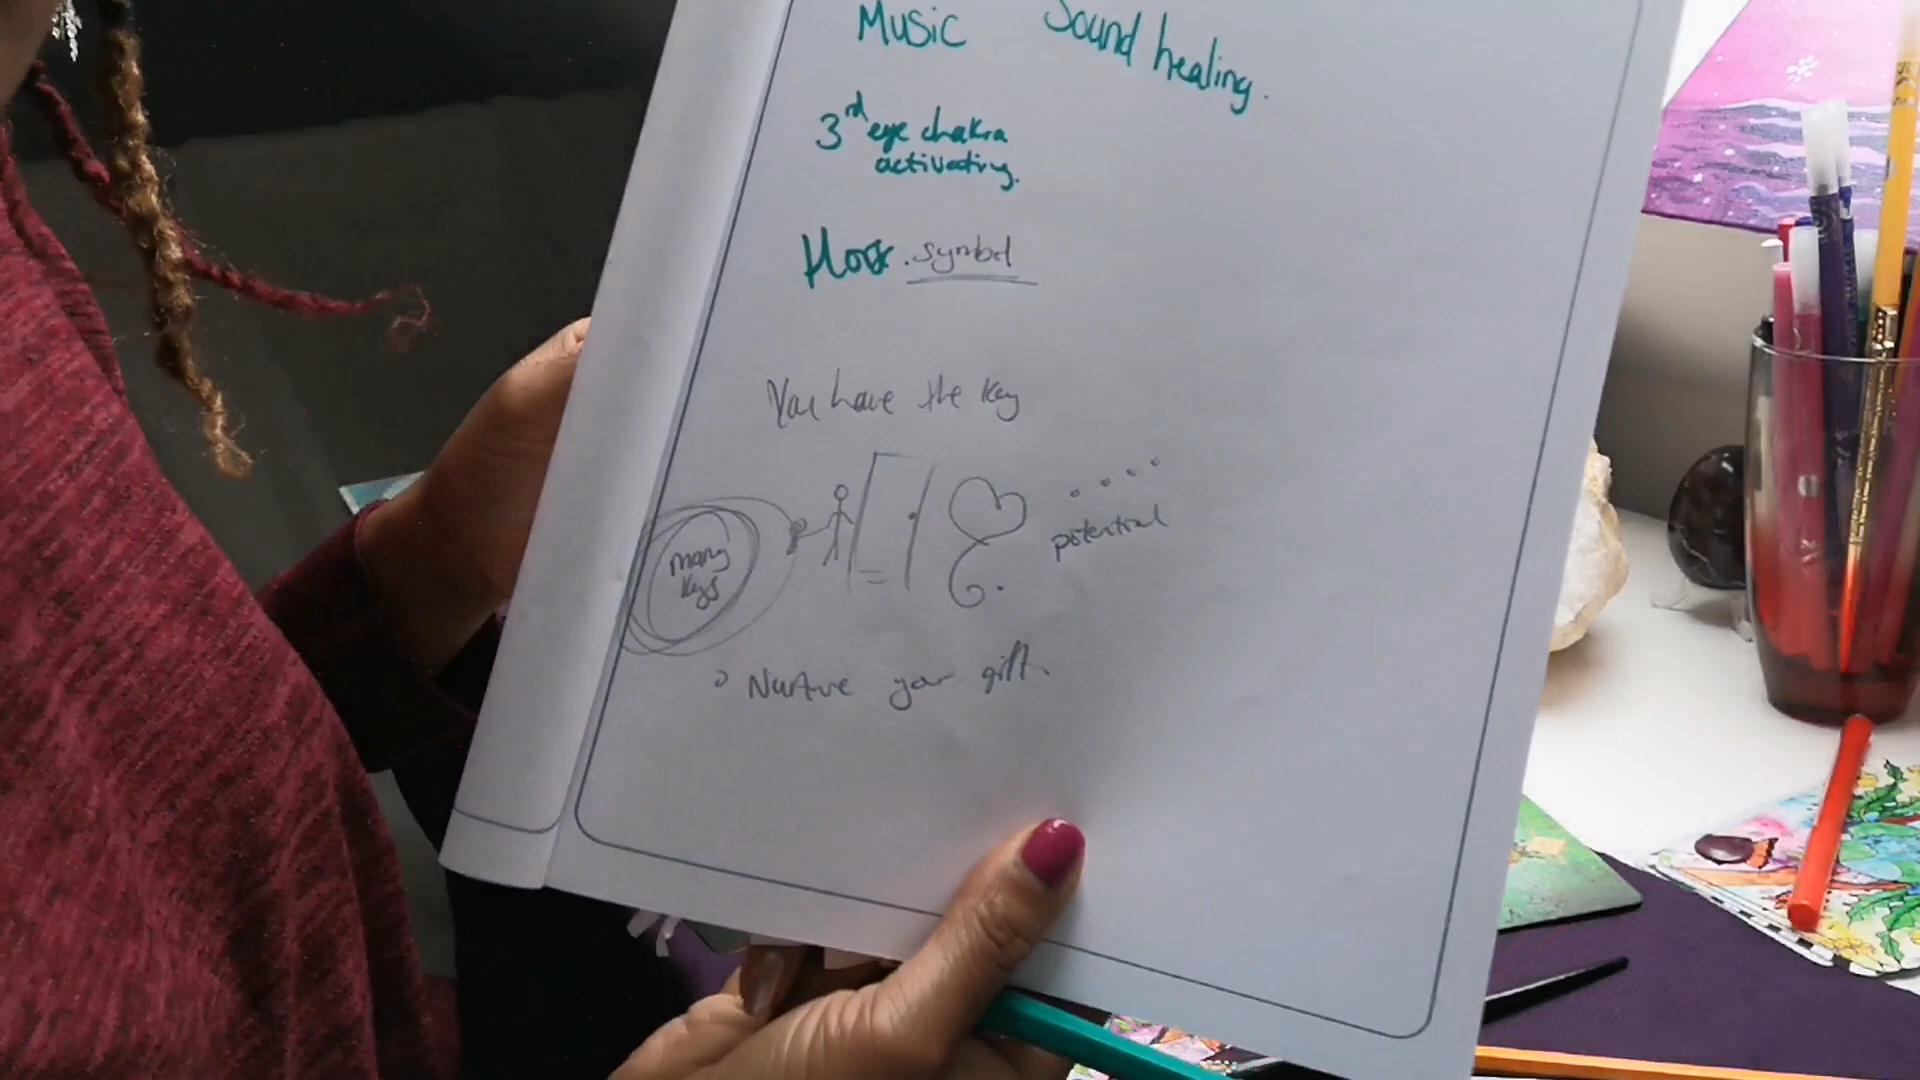 Music Sound healing.
3rd eye chakra
activating.
symbol
You have the key
many
keys
potential
Nurture your gift.